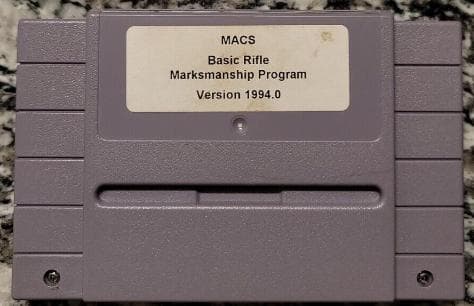 MACS
Basic Rifle
Marksmanship Program
Version 1994.0